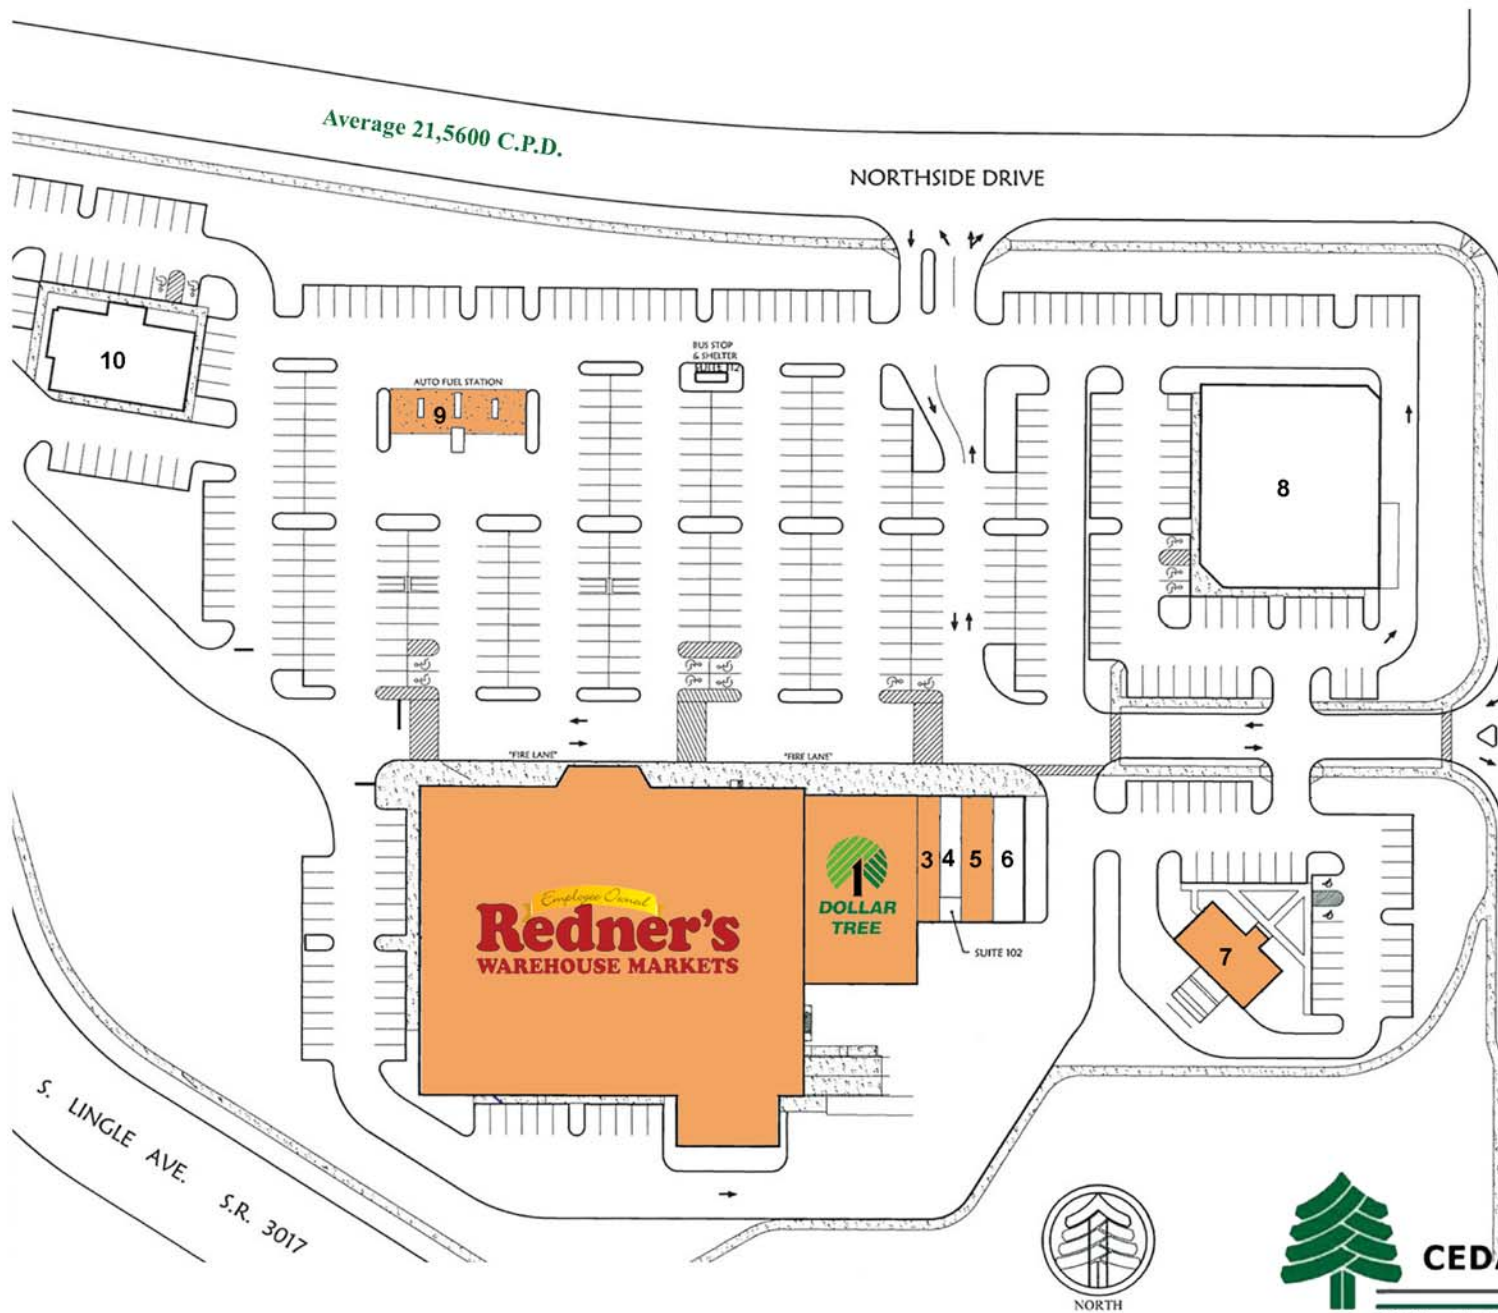 Average 21,5600 C.P.D.
NORTHSIDE DRIVE
BUS STOP
& SHELTER
10
AUTO FUEL STATION
9
8
"FIRE LANE"
"FIRE LANE"
Employee Owned
Redner's
WAREHOUSE MARKETS
DOLLAR
TREE
3
4
5
6
SUITE 102
7
S. LINGLE AVE. S.R. 3017
NORTH
CEDA